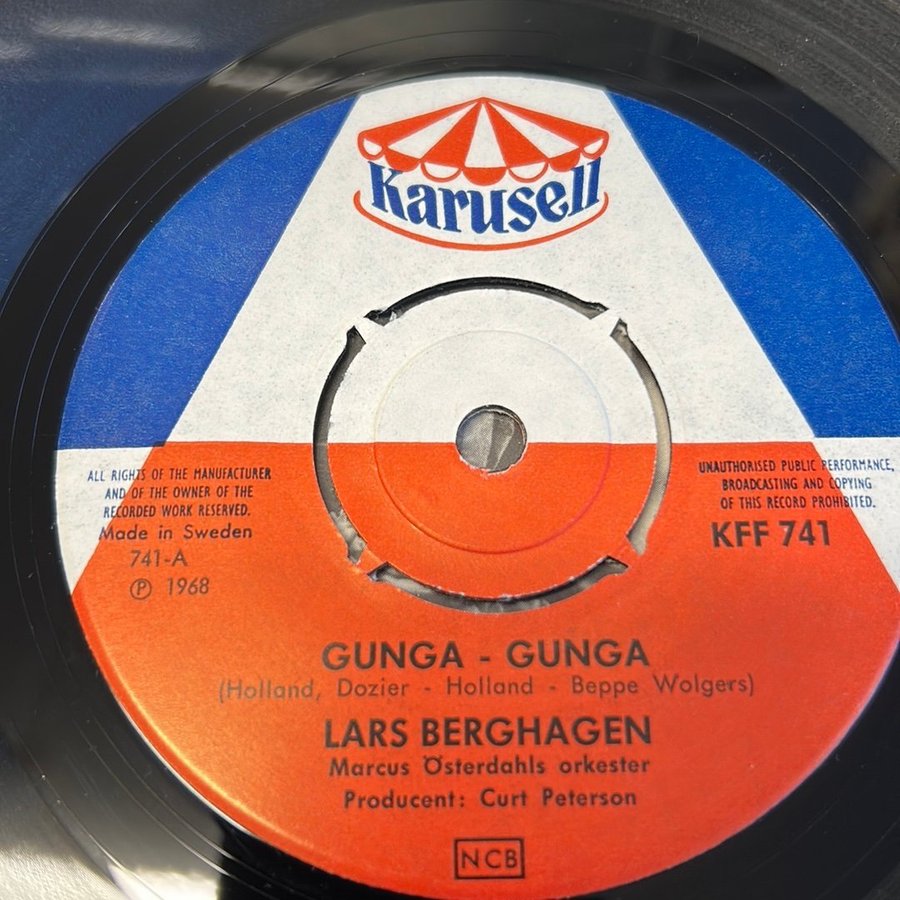 Karusell
ALL RIGHTS OF THE MANUFACTURER
AND OF THE OWNER OF THE
RECORDED WORK RESERVED.
Made in Sweden
741-A
Ⓟ 1968
UNAUTHORISED PUBLIC PERFORMANCE,
BROADCASTING AND COPYING
OF THIS RECORD PROHIBITED.
KFF 741
GUNGA - GUNGA
(Holland, Dozier - Holland - Beppe Wolgers)
LARS BERGHAGEN
Marcus Österdahls orkester
Producent: Curt Peterson
NCB